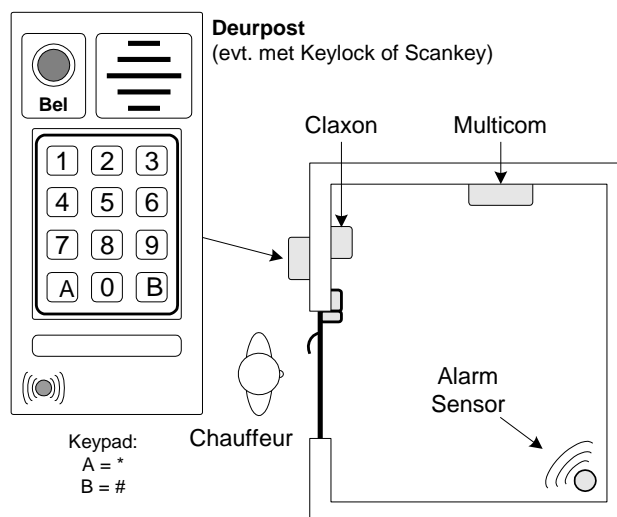 Deurpost
(evt. met Keylock of Scankey)
Bel
1 2 3
4 5 6
7 8 9
A 0 B
Keypad:
A = *
B = #
Claxon
Multicom
Chauffeur
Alarm
Sensor